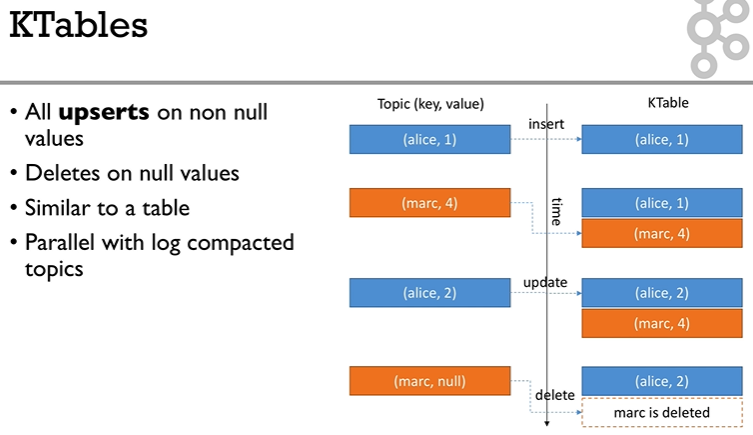 KTables
• All upserts on non null
values
• Deletes on null values
• Similar to a table
• Parallel with log compacted
topics
Topic (key, value)
KTable
(alice, 1)
insert
(alice, 1)
(marc, 4)
time
(alice, 1)
(marc, 4)
(alice, 2)
update
(alice, 2)
(marc, 4)
(marc, null)
delete
(alice, 2)
marc is deleted